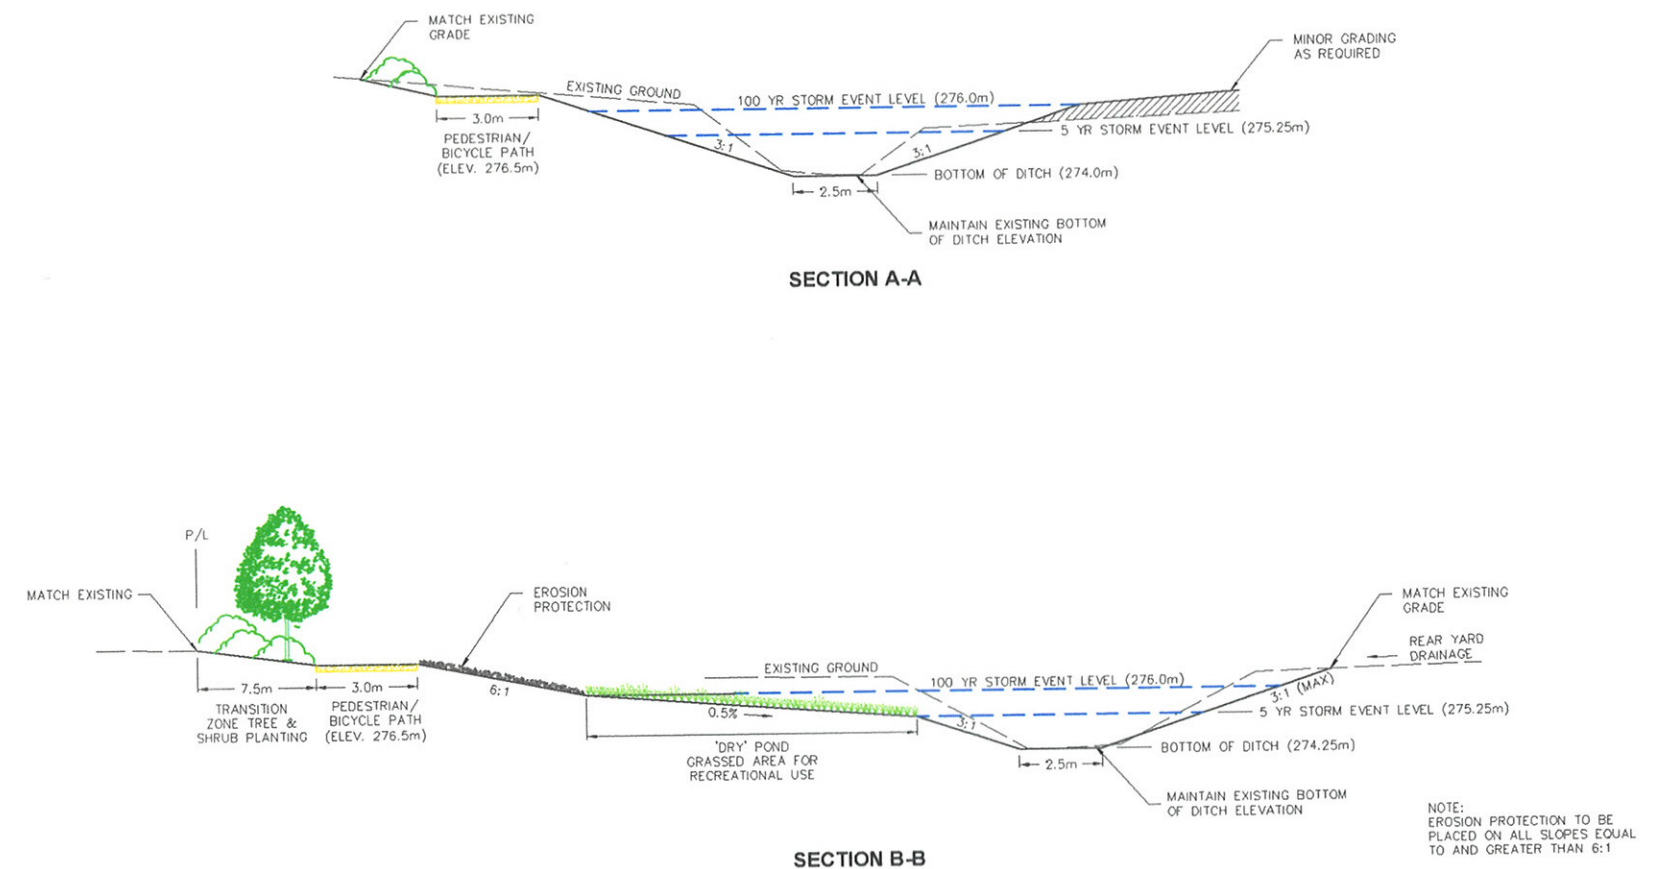 MATCH EXISTING
GRADE
MINOR GRADING
AS REQUIRED
EXISTING GROUND
100 YR STORM EVENT LEVEL (276.0m)
3.0m
5 YR STORM EVENT LEVEL (275.25m)
PEDESTRIAN/
BICYCLE PATH
(ELEV. 276.5m)
3:1
3:1
BOTTOM OF DITCH (274.0m)
2.5m
MAINTAIN EXISTING BOTTOM
OF DITCH ELEVATION
SECTION A-A
P/L
MATCH EXISTING
EROSION
PROTECTION
MATCH EXISTING
GRADE
REAR YARD
DRAINAGE
EXISTING GROUND
100 YR STORM EVENT LEVEL (276.0m)
7.5m
3.0m
6:1
3:1 (MAX)
TRANSITION
ZONE TREE &
SHRUB PLANTING
PEDESTRIAN/
BICYCLE PATH
(ELEV. 276.5m)
0.5%
3:1
5 YR STORM EVENT LEVEL (275.25m)
'DRY' POND
GRASSED AREA FOR
RECREATIONAL USE
BOTTOM OF DITCH (274.25m)
2.5m
MAINTAIN EXISTING BOTTOM
OF DITCH ELEVATION
NOTE:
EROSION PROTECTION TO BE
PLACED ON ALL SLOPES EQUAL
TO AND GREATER THAN 6:1
SECTION B-B